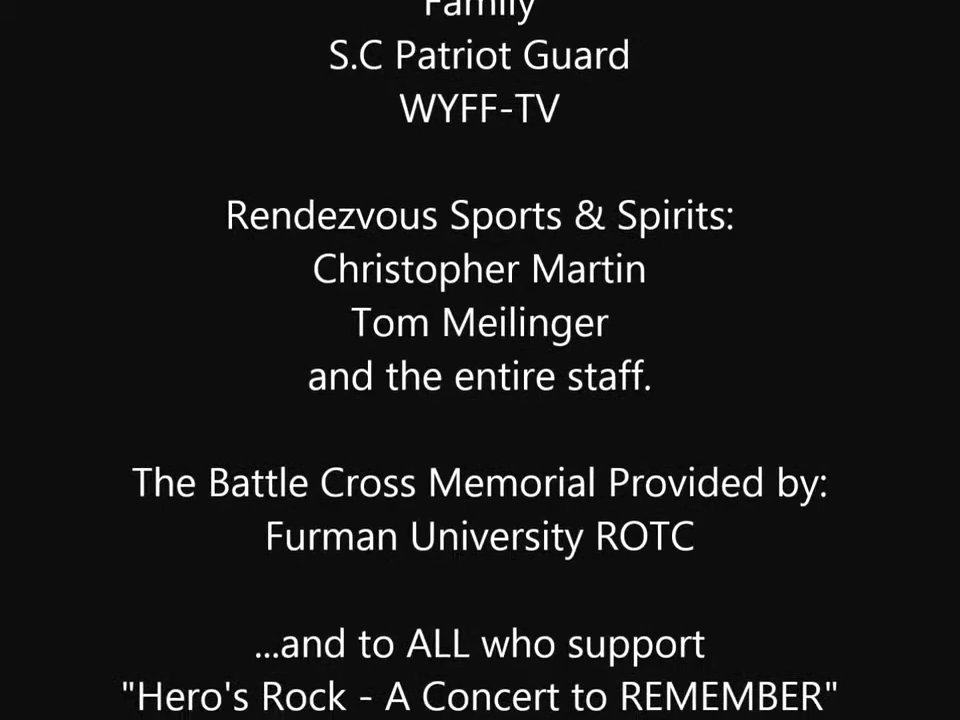 Family
S.C Patriot Guard
WYFF-TV
Rendezvous Sports & Spirits:
Christopher Martin
Tom Meilinger
and the entire staff.
The Battle Cross Memorial Provided by:
Furman University ROTC
...and to ALL who support
"Hero's Rock - A Concert to REMEMBER"